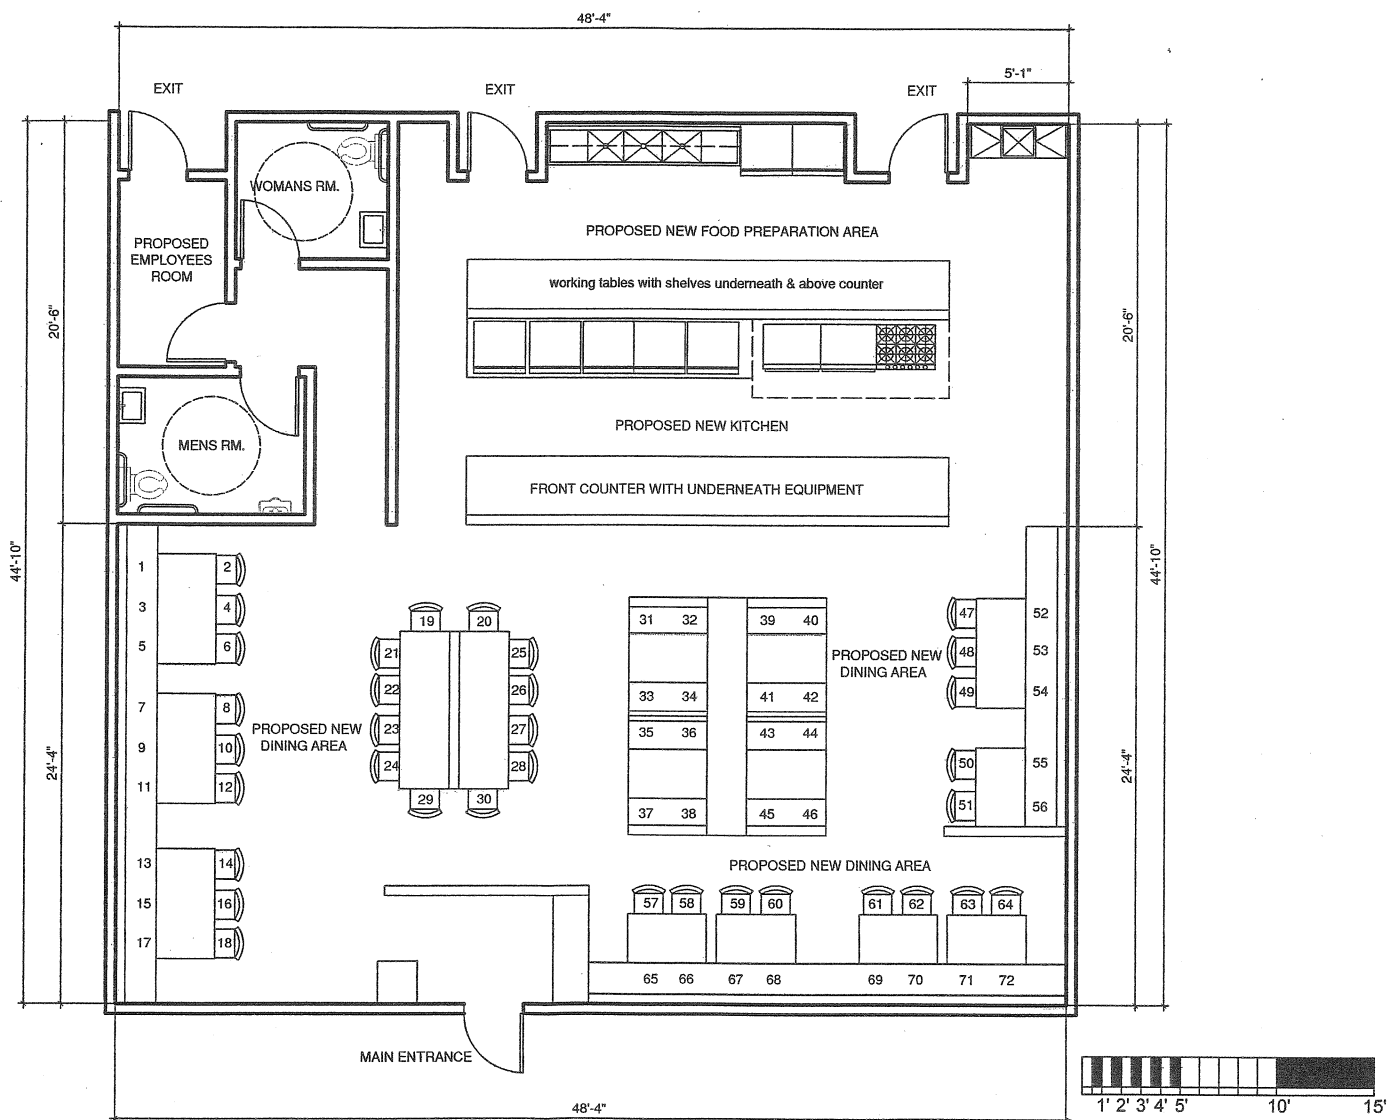 48'-4"
5'-1"
EXIT
EXIT
EXIT
WOMANS RM.
PROPOSED
EMPLOYEES
ROOM
PROPOSED NEW FOOD PREPARATION AREA
working tables with shelves underneath & above counter
20'-6"
20'-6"
PROPOSED NEW KITCHEN
MENS RM.
FRONT COUNTER WITH UNDERNEATH EQUIPMENT
44'-10"
44'-10"
1 2
3 4
5 6
7 8
9 10
11 12
13 14
15 16
17 18
19 20
21 25
22 26
23 27
24 28
29 30
PROPOSED NEW
DINING AREA
31 32 39 40
33 34 41 42
35 36 43 44
37 38 45 46
PROPOSED NEW
DINING AREA
47 52
48 53
49 54
50 55
51 56
24'-4"
24'-4"
PROPOSED NEW DINING AREA
57 58 59 60 61 62 63 64
65 66 67 68 69 70 71 72
MAIN ENTRANCE
48'-4"
1' 2' 3' 4' 5' 10' 15'